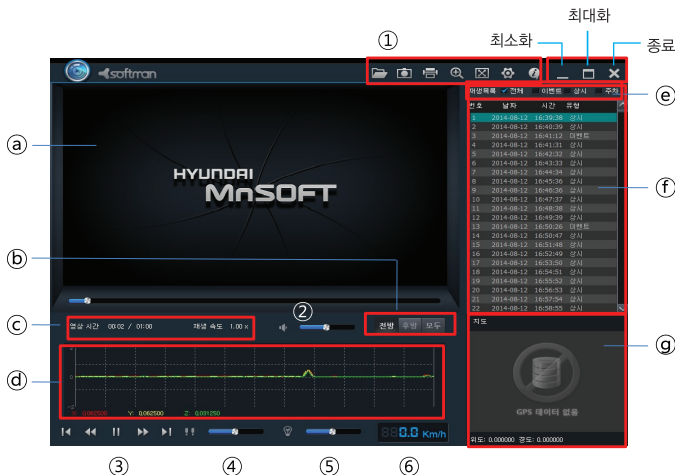 최대화
최소화
종료
①
softman
재생목록 전체 이벤트 상시 주차
ⓔ
번호 날짜 시간 유형
1 2014-08-12 16:39:38 상시
2 2014-08-12 16:40:39 상시
3 2014-08-12 16:41:12 이벤트
4 2014-08-12 16:41:31 상시
5 2014-08-12 16:42:32 상시
6 2014-08-12 16:43:33 상시
7 2014-08-12 16:44:34 상시
8 2014-08-12 16:45:36 상시
9 2014-08-12 16:46:36 상시
10 2014-08-12 16:47:37 상시
11 2014-08-12 16:48:38 상시
12 2014-08-12 16:49:39 상시
13 2014-08-12 16:50:26 이벤트
14 2014-08-12 16:50:47 상시
15 2014-08-12 16:51:48 상시
16 2014-08-12 16:52:49 상시
17 2014-08-12 16:53:50 상시
18 2014-08-12 16:54:51 상시
19 2014-08-12 16:55:52 상시
20 2014-08-12 16:56:53 상시
21 2014-08-12 16:57:54 상시
22 2014-08-12 16:58:55 상시
ⓕ
ⓐ
HYUNDAI
MnSOFT
ⓑ
ⓒ
영상 시간 00:02 / 01:00 재생 속도 1.00 x
②
전방 후방 모두
지도
ⓖ
GPS 데이터 없음
위도: 0.000000 경도: 0.000000
ⓓ
0
X: 0.062500 Y: 0.062500 Z: 0.031250
0.0 Km/h
③
④
⑤
⑥